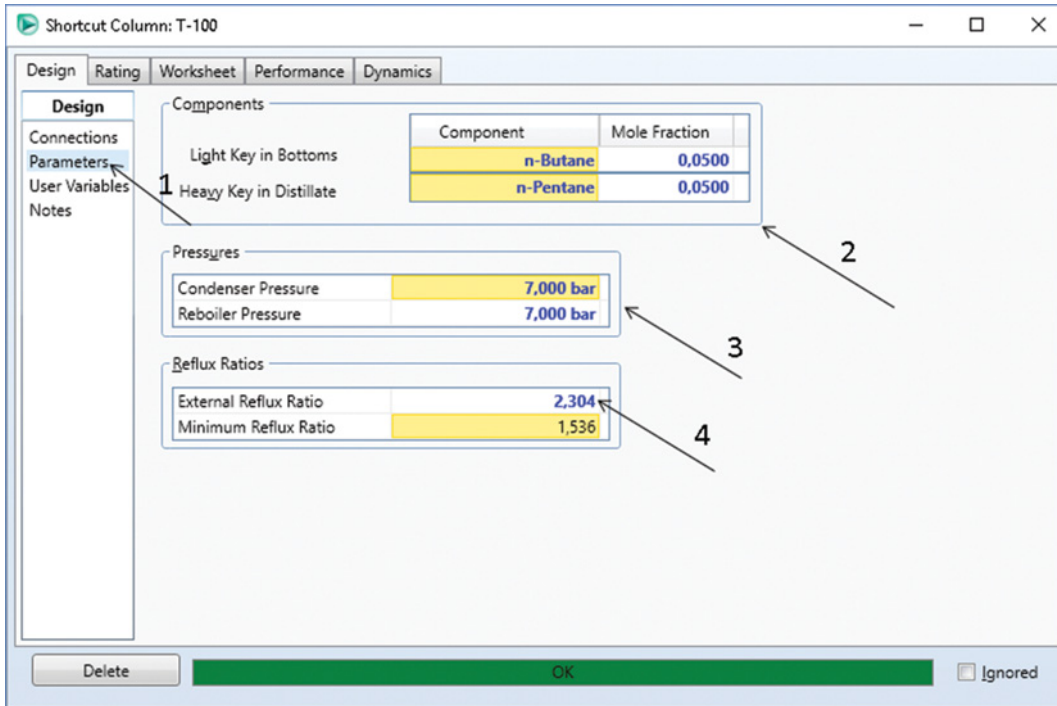 Shortcut Column: T-100
Design Rating Worksheet Performance Dynamics
Design
Connections
Parameters
User Variables
Notes
1
Components
Component Mole Fraction
Light Key in Bottoms n-Butane 0,0500
Heavy Key in Distillate n-Pentane 0,0500
2
Pressures
Condenser Pressure 7,000 bar
Reboiler Pressure 7,000 bar
3
Reflux Ratios
External Reflux Ratio 2,304
Minimum Reflux Ratio 1,536
4
Delete OK Ignored